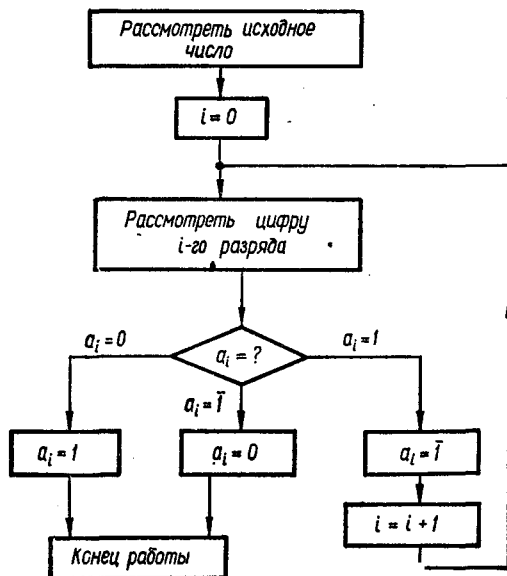 Рассмотреть исходное
число
i = 0
Рассмотреть цифру
i-го разряда
a_i = 0
a_i = ?
a_i = 1
a_i = 1̅
a_i = 1
a_i = 0
a_i = 1̅
i = i + 1
Конец работы